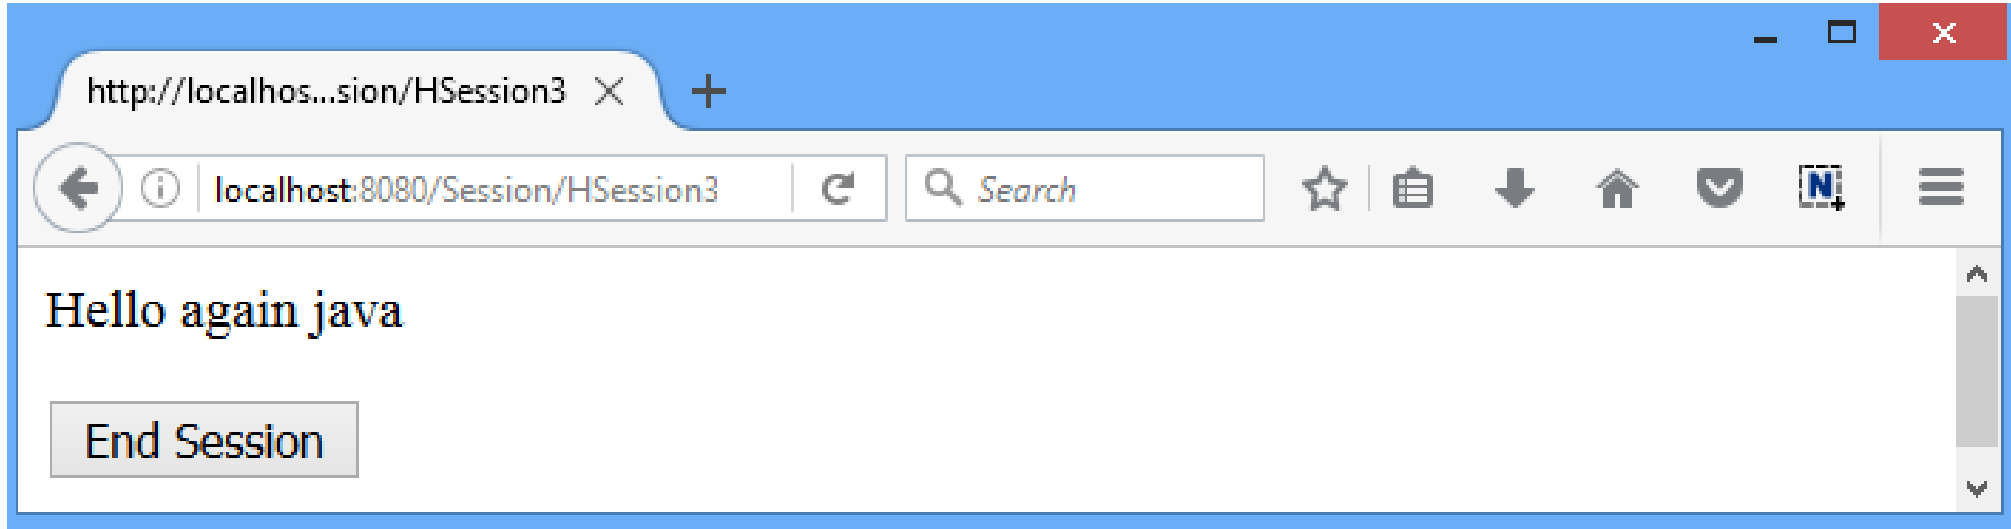 http://localhos...sion/HSession3
localhost:8080/Session/HSession3
Search
N
Hello again java
End Session